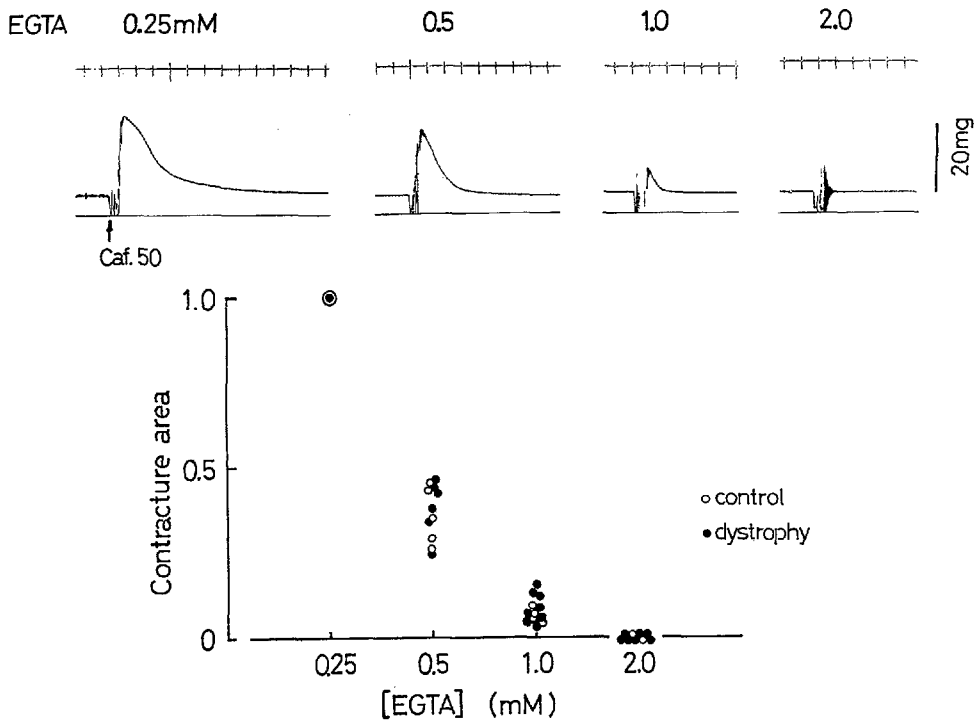 EGTA 0.25mM 0.5 1.0 2.0
20mg
Caf. 50
1.0
0.5
0
Contracture area
control
dystrophy
0.25 0.5 1.0 2.0
[EGTA] (mM)